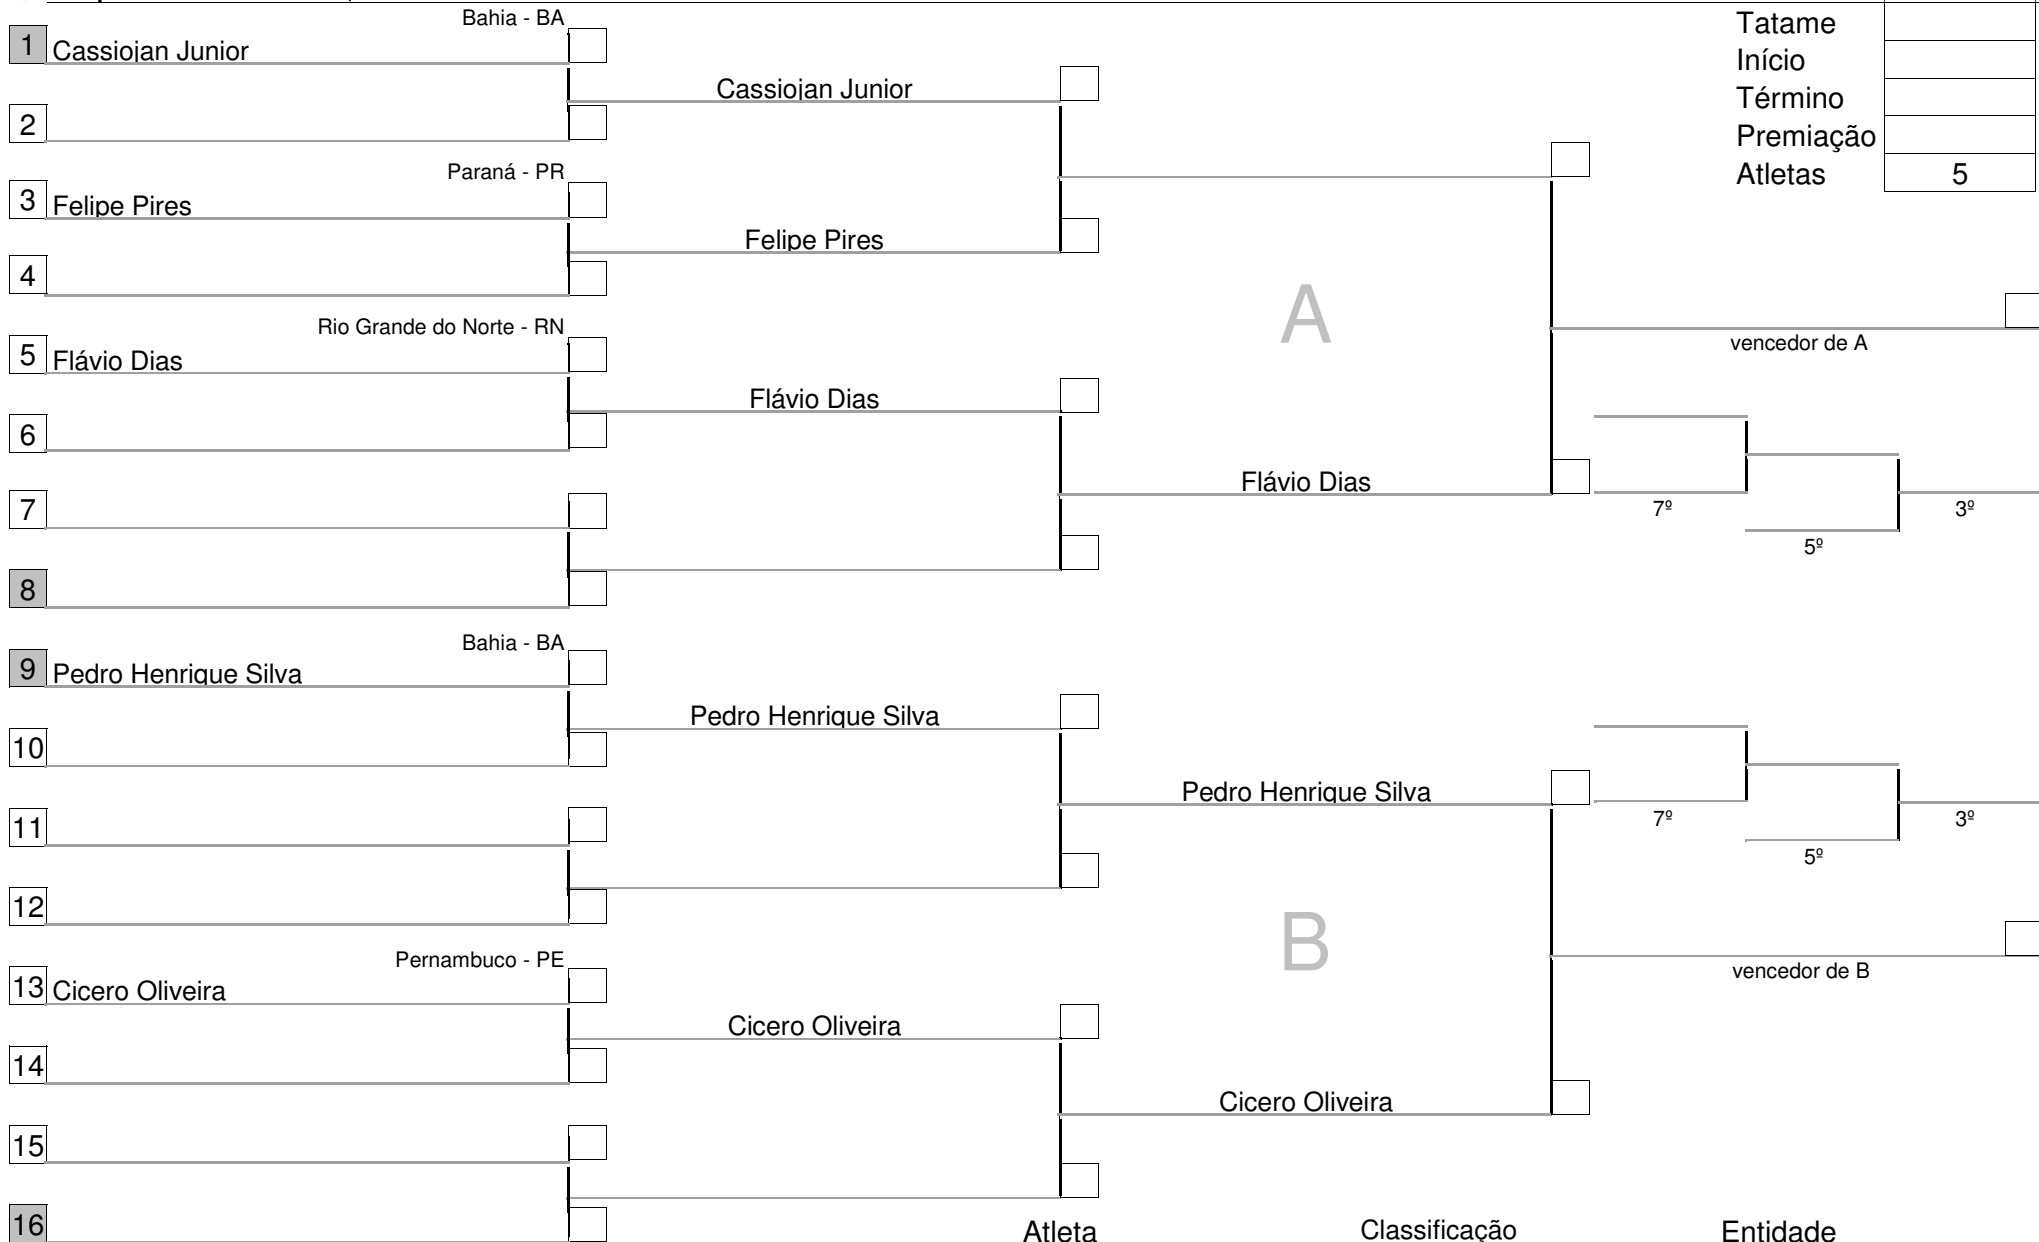 Bahia - BA
1 Cassiojan Junior
2
Paraná - PR
3 Felipe Pires
4
Rio Grande do Norte - RN
5 Flávio Dias
6
7
8
Bahia - BA
9 Pedro Henrique Silva
10
11
12
Pernambuco - PE
13 Cicero Oliveira
14
15
16
Cassiojan Junior
Felipe Pires
Flávio Dias
Pedro Henrique Silva
Cicero Oliveira
A
Flávio Dias
Pedro Henrique Silva
B
Cicero Oliveira
Tatame
Início
Término
Premiação
Atletas 5
vencedor de A
7º
3º
5º
7º
3º
5º
vencedor de B
Atleta Classificação Entidade